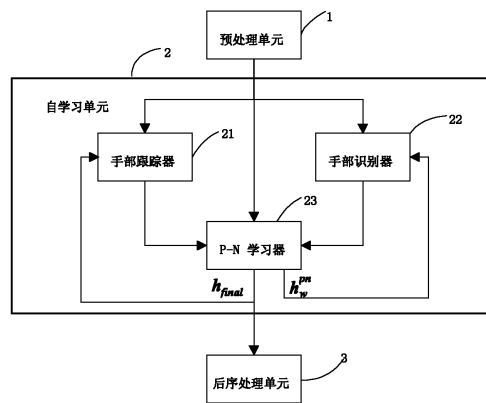 1
预处理单元
2
自学习单元
21
22
手部跟踪器
手部识别器
23
P-N 学习器
h_final
h_w^pn
3
后序处理单元